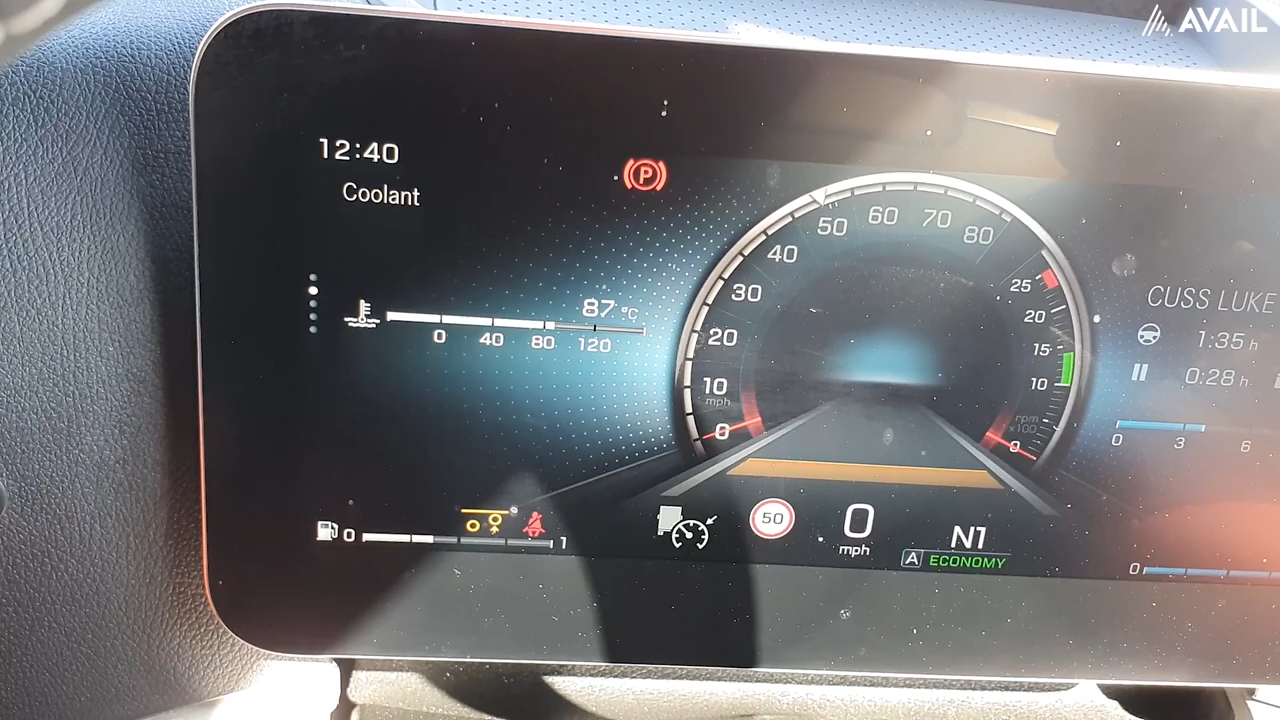 AVAIL
12:40
Coolant
P
87 °C
0 40 80 120
0 10 20 30 40 50 60 70 80
mph
25
20
15
10
rpm
x100
0
CUSS LUKE
1:35 h
0:28 h
0 3 6
0 1
50
0
mph
N1
A ECONOMY
0